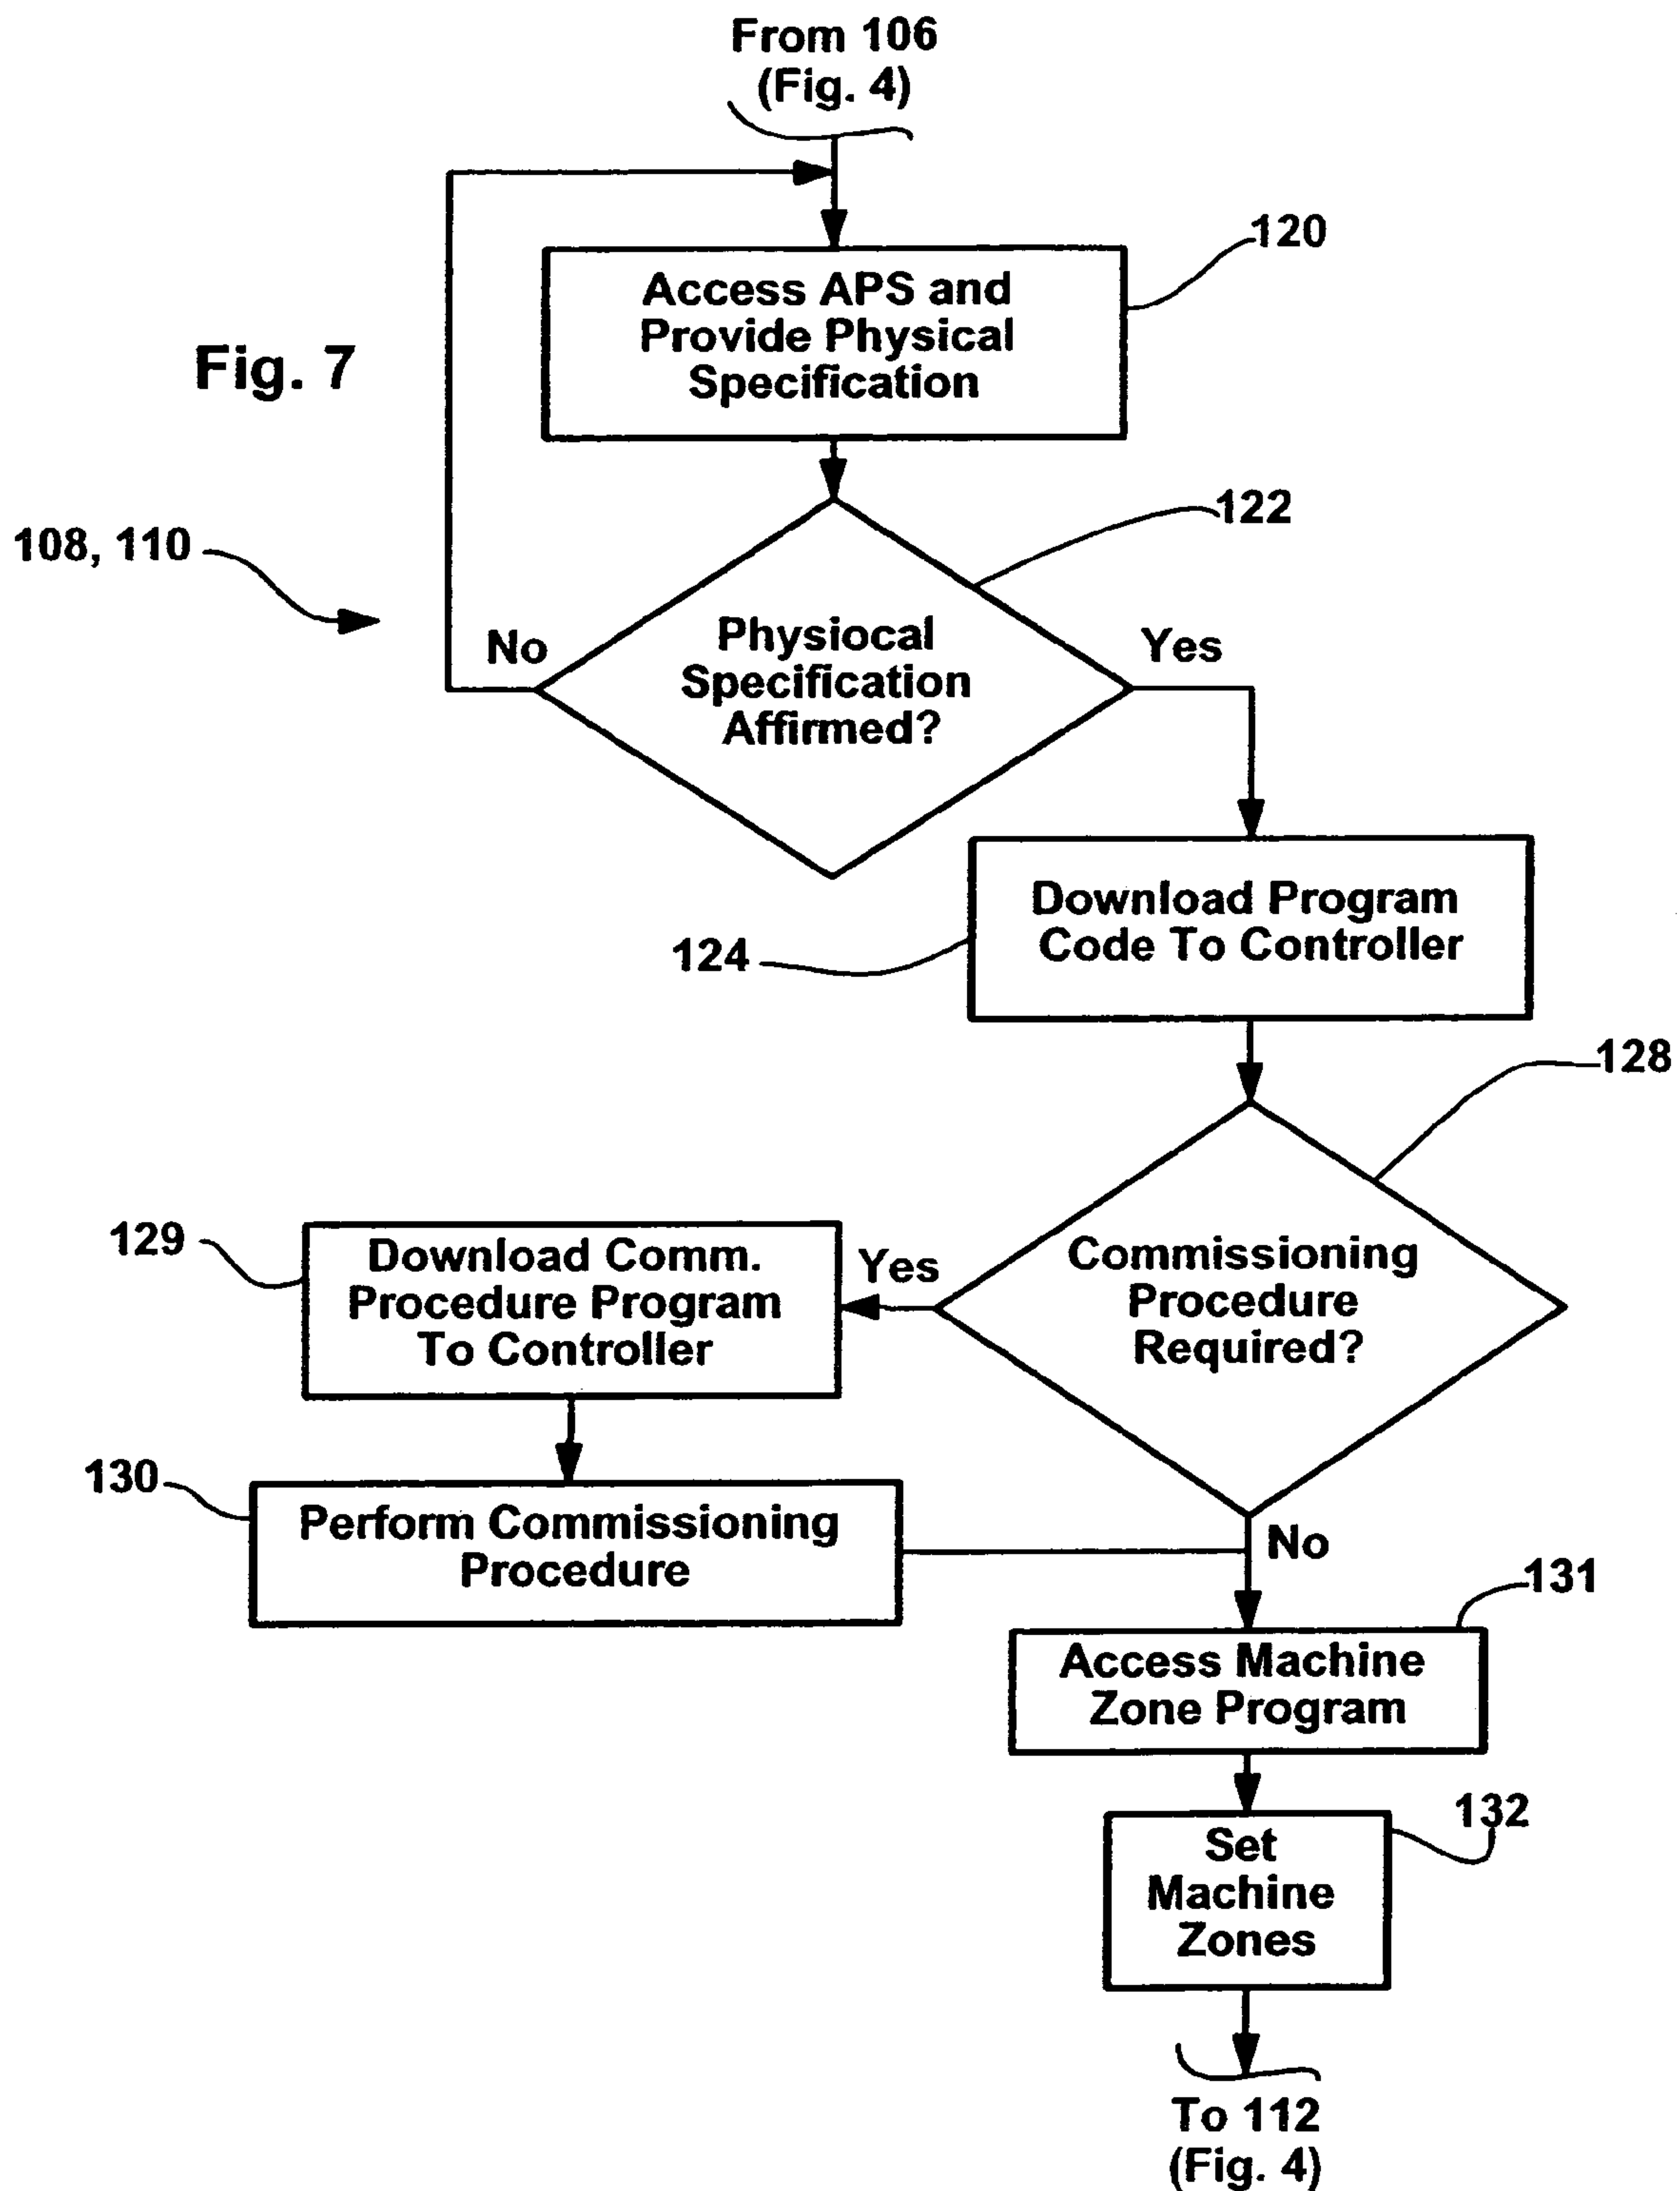 From 106
(Fig. 4)
120
Access APS and
Provide Physical
Specification
Fig. 7
122
108, 110
No
Physiocal
Specification
Affirmed?
Yes
Download Program
Code To Controller
124
128
129
Download Comm.
Procedure Program
To Controller
Yes
Commissioning
Procedure
Required?
130
Perform Commissioning
Procedure
No
131
Access Machine
Zone Program
132
Set
Machine
Zones
To 112
(Fig. 4)